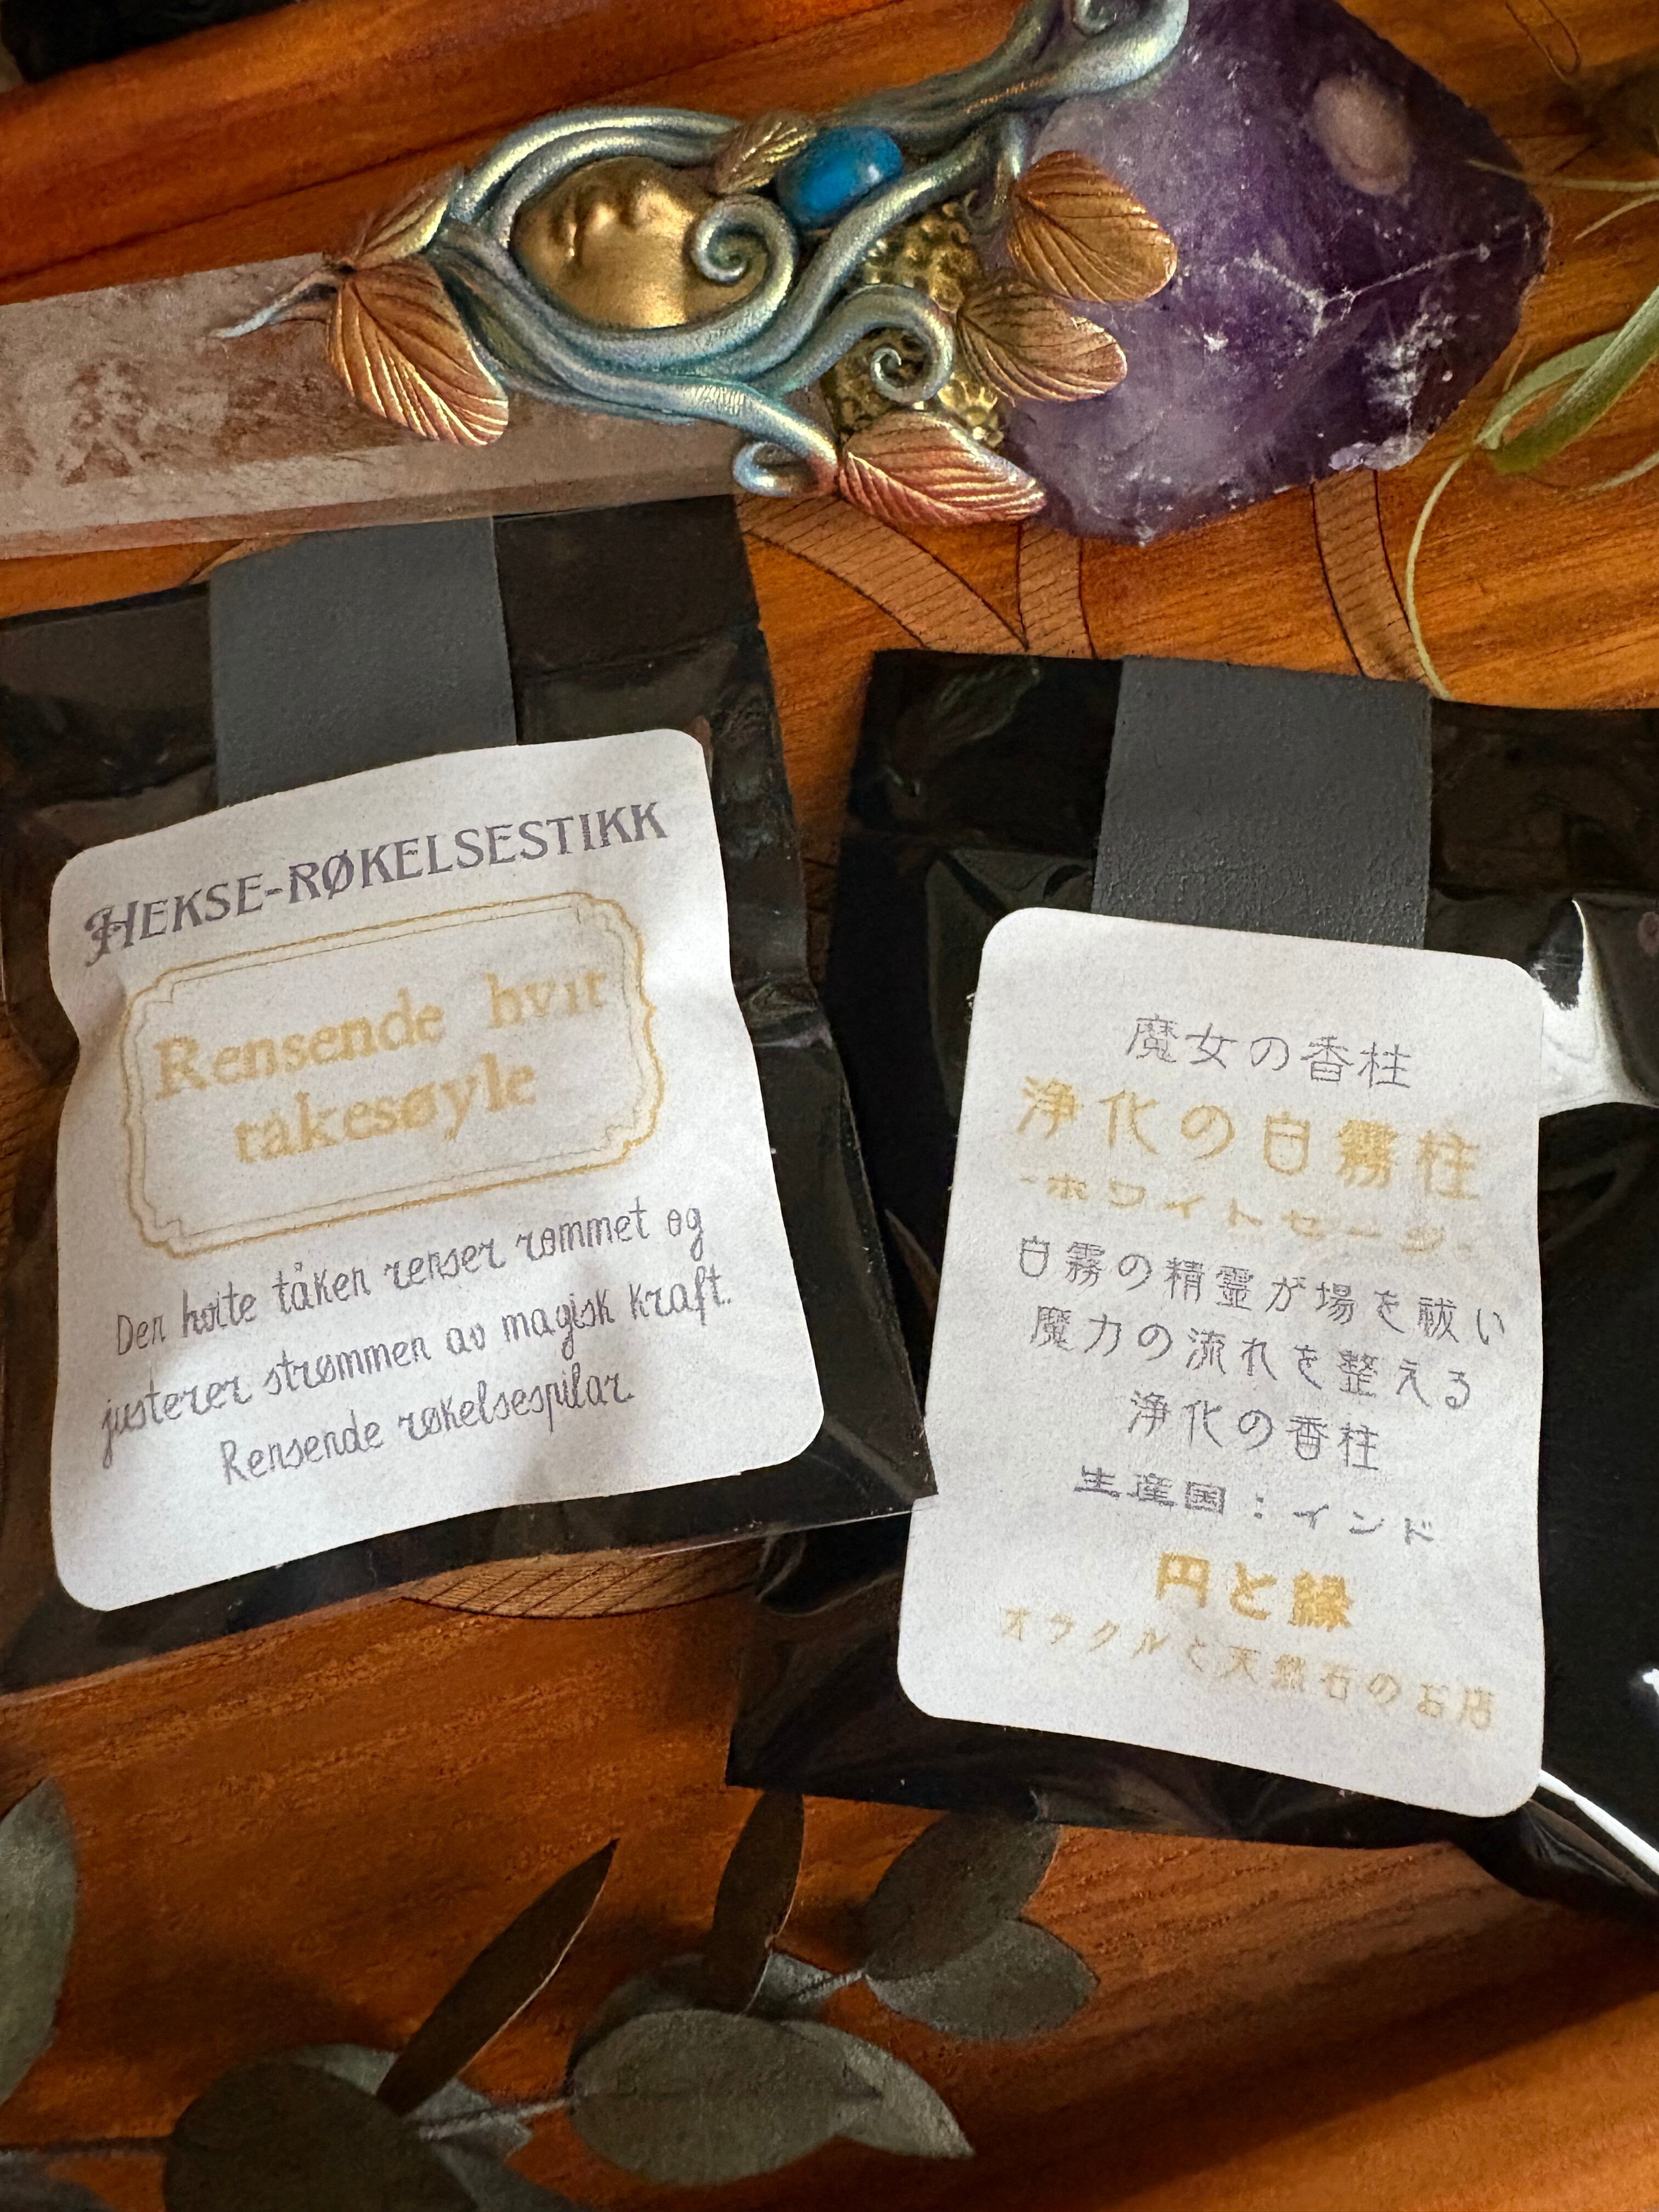 HEKSE-RØKELSESTIKK
Rensende hvit
tåkesøyle
Den hvite tåken renser rommet og
justerer strømmen av magisk kraft.
Rensende røkelsespilar
魔女の香柱
浄化の白霧柱
-ホワイトセージ-
白霧の精霊が場を祓い
魔力の流れを整える
浄化の香柱
生産国：インド
円と縁
オラクルと天然石のお店